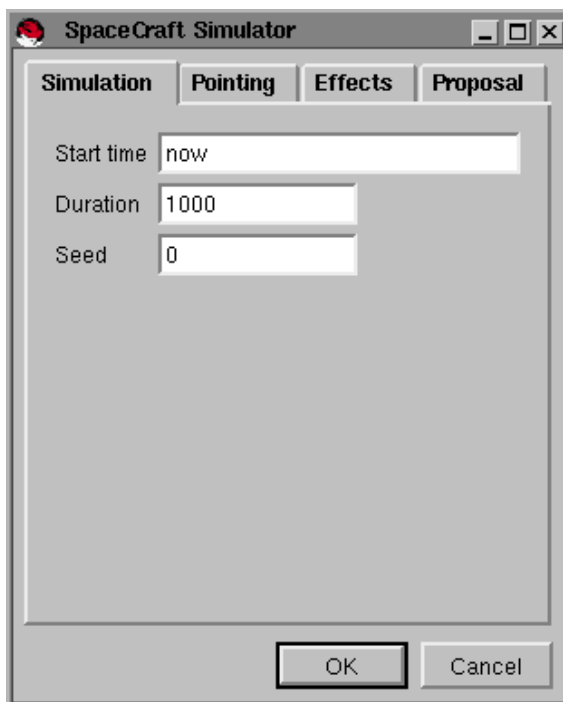 SpaceCraft Simulator
Simulation Pointing Effects Proposal
Start time now
Duration 1000
Seed 0
OK Cancel